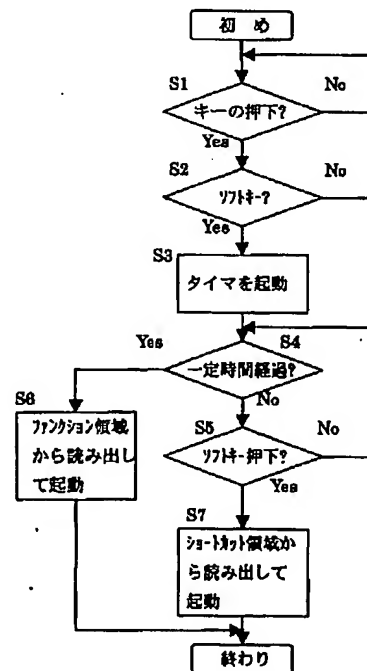 初 め
S1
No
キーの押下?
Yes
S2
No
ソフトキー?
Yes
S3
タイマを起動
Yes
S4
一定時間経過?
No
S6
ファンクション領域
から読み出し
て起動
S5
No
ソフトキー押下?
Yes
S7
ショートカット領域か
ら読み出して
起動
終わり